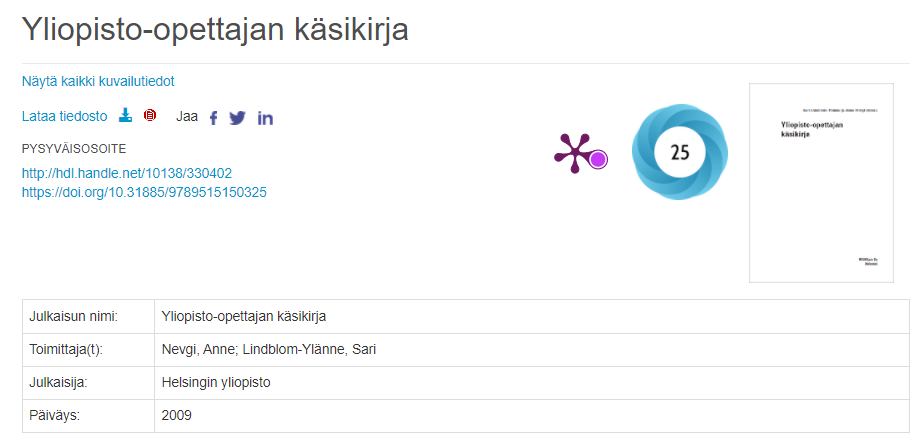 Yliopisto-opettajan käsikirja
Näytä kaikki kuvailutiedot
Lataa tiedosto Jaa
PYSYVÄISOSOITE
http://hdl.handle.net/10138/330402
https://doi.org/10.31885/9789515150325
25
Yliopisto-opettajan
käsikirja
Julkaisun nimi: Yliopisto-opettajan käsikirja
Toimittaja(t): Nevgi, Anne; Lindblom-Ylänne, Sari
Julkaisija: Helsingin yliopisto
Päiväys: 2009